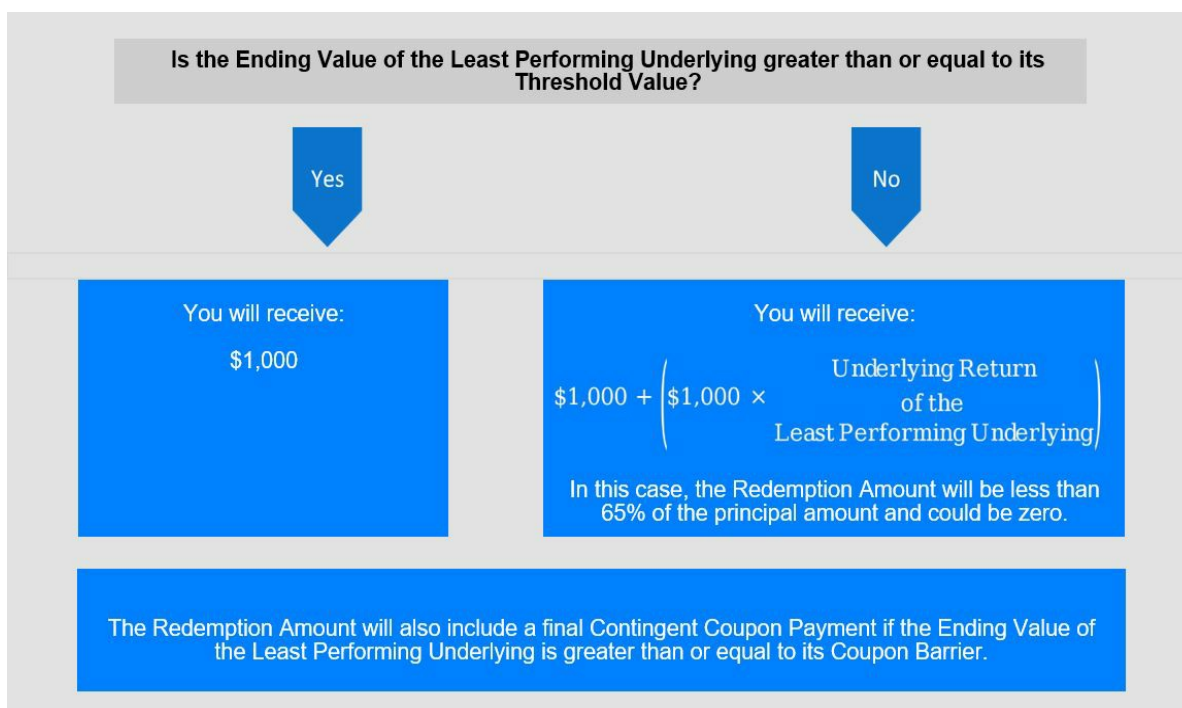 Is the Ending Value of the Least Performing Underlying greater than or equal to its
Threshold Value?
Yes
No
You will receive:
$1,000
You will receive:
$1,000 + ($1,000 × Underlying Return
of the
Least Performing Underlying)
In this case, the Redemption Amount will be less than
65% of the principal amount and could be zero.
The Redemption Amount will also include a final Contingent Coupon Payment if the Ending Value of
the Least Performing Underlying is greater than or equal to its Coupon Barrier.